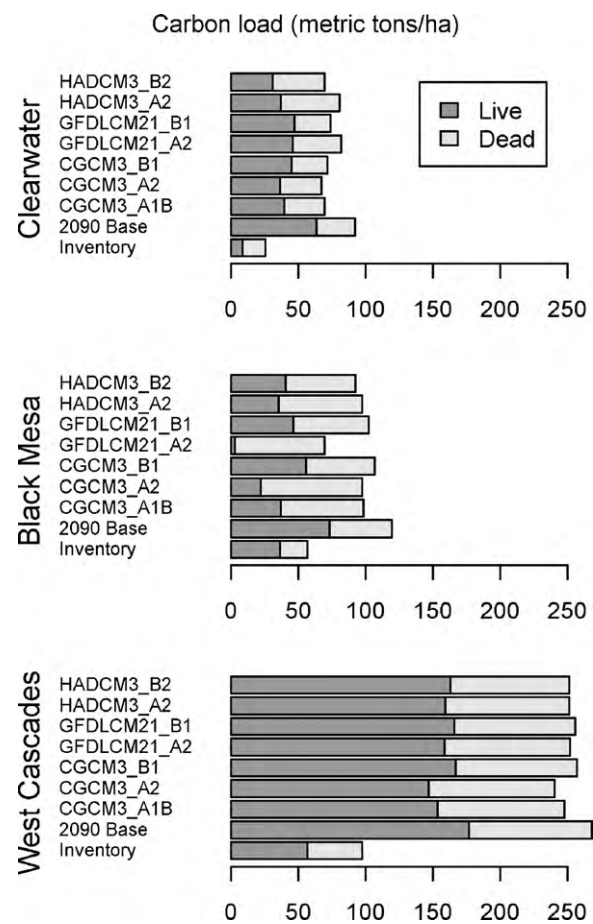 Carbon load (metric tons/ha)
Live
Dead
Clearwater
HADCM3_B2
HADCM3_A2
GFDLCM21_B1
GFDLCM21_A2
CGCM3_B1
CGCM3_A2
CGCM3_A1B
2090 Base
Inventory
0 50 100 150 200 250
Black Mesa
HADCM3_B2
HADCM3_A2
GFDLCM21_B1
GFDLCM21_A2
CGCM3_B1
CGCM3_A2
CGCM3_A1B
2090 Base
Inventory
0 50 100 150 200 250
West Cascades
HADCM3_B2
HADCM3_A2
GFDLCM21_B1
GFDLCM21_A2
CGCM3_B1
CGCM3_A2
CGCM3_A1B
2090 Base
Inventory
0 50 100 150 200 250